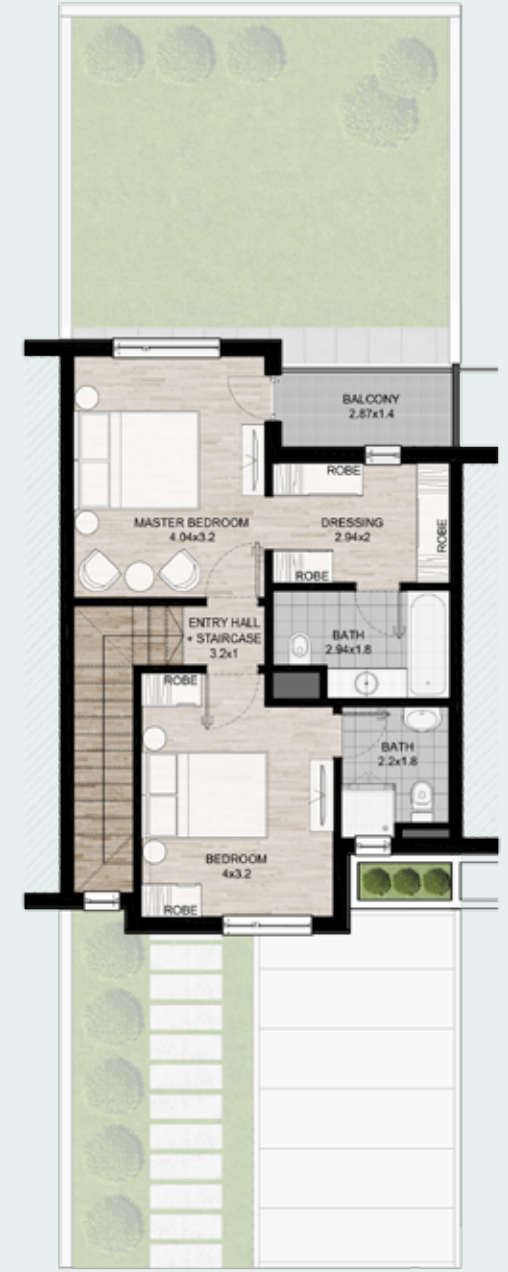 BALCONY
2.87x1.4
ROBE
MASTER BEDROOM
4.04x3.2
DRESSING
2.94x2
ROBE
ROBE
ENTRY HALL
+ STAIRCASE
3.2x1
BATH
2.94x1.8
ROBE
BATH
2.2x1.8
BEDROOM
4x3.2
ROBE